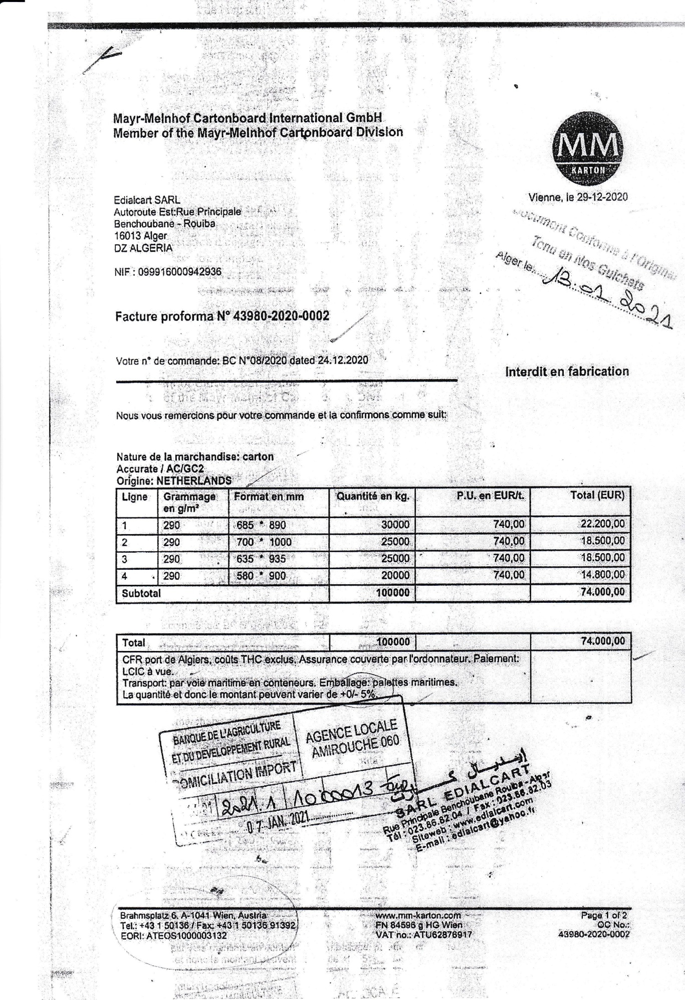 Mayr-Melnhof Cartonboard International GmbH
Member of the Mayr-Melnhof Cartonboard Division
MM
KARTON
Vienne, le 29-12-2020
Edialcart SARL
Autoroute Est:Rue Principale
Benchoubane - Rouiba
16013 Alger
DZ ALGERIA
NIF : 099916000942936
Document Conforme à l'Original
Tenu en Nos Guichets
Alger le: 13.01.2021
Facture proforma N° 43980-2020-0002
Votre n° de commande: BC N°08/2020 dated 24.12.2020
Interdit en fabrication
Nous vous remercions pour votre commande et la confirmons comme suit:
Nature de la marchandise: carton
Accurate / AC/GC2
Origine: NETHERLANDS
Ligne Grammage en g/m² Format en mm Quantité en kg. P.U. en EUR/t. Total (EUR)
1 290 685 * 890 30000 740,00 22.200,00
2 290 700 * 1000 25000 740,00 18.500,00
3 290 635 * 935 25000 740,00 18.500,00
4 290 580 * 900 20000 740,00 14.800,00
Subtotal 100000 74.000,00
Total 100000 74.000,00
CFR port de Algiers, coûts THC exclus. Assurance couverte par l'ordonnateur. Paiement:
LCIC à vue.
Transport: par voie maritime en conteneurs. Emballage: palettes maritimes.
La quantité et donc le montant peuvent varier de +0/- 5%.
BANQUE DE L'AGRICULTURE
ET DU DEVELOPPEMENT RURAL
AGENCE LOCALE
AMIROUCHE 060
DOMICILIATION IMPORT
2021 1 10 00013
07 JAN. 2021
SARL EDIALCART
Rue Principale Benchoubane Rouiba - Alger
Tél : 023.86.82.04 / Fax : 023.86.82.03
Siteweb : www.edialcart.com
E-mail : edialcart@yahoo.fr
Brahmsplatz 6, A-1041 Wien, Austria
Tel.: +43 1 50136 / Fax: +43 1 50136 91392
EORI: ATEOS1000003132
www.mm-karton.com
FN 84596 g HG Wien
VAT no.: ATU62876917
Page 1 of 2
OC No.:
43980-2020-0002